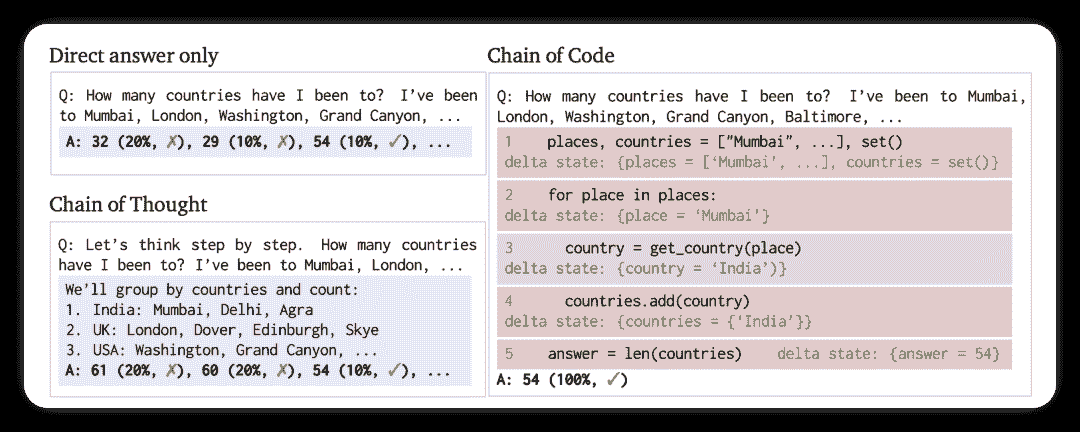 Direct answer only
Q: How many countries have I been to? I've been
to Mumbai, London, Washington, Grand Canyon, ...
A: 32 (20%, ✗), 29 (10%, ✗), 54 (10%, ✓), ...
Chain of Thought
Q: Let's think step by step. How many countries
have I been to? I've been to Mumbai, London, ...
We'll group by countries and count:
1. India: Mumbai, Delhi, Agra
2. UK: London, Dover, Edinburgh, Skye
3. USA: Washington, Grand Canyon, ...
A: 61 (20%, ✗), 60 (20%, ✗), 54 (10%, ✓), ...
Chain of Code
Q: How many countries have I been to? I've been to Mumbai,
London, Washington, Grand Canyon, Baltimore, ...
1 places, countries = ["Mumbai", ...], set()
delta state: {places = ['Mumbai', ...], countries = set()}
2 for place in places:
delta state: {place = 'Mumbai'}
3 country = get_country(place)
delta state: {country = 'India')}
4 countries.add(country)
delta state: {countries = {'India'}}
5 answer = len(countries) delta state: {answer = 54}
A: 54 (100%, ✓)